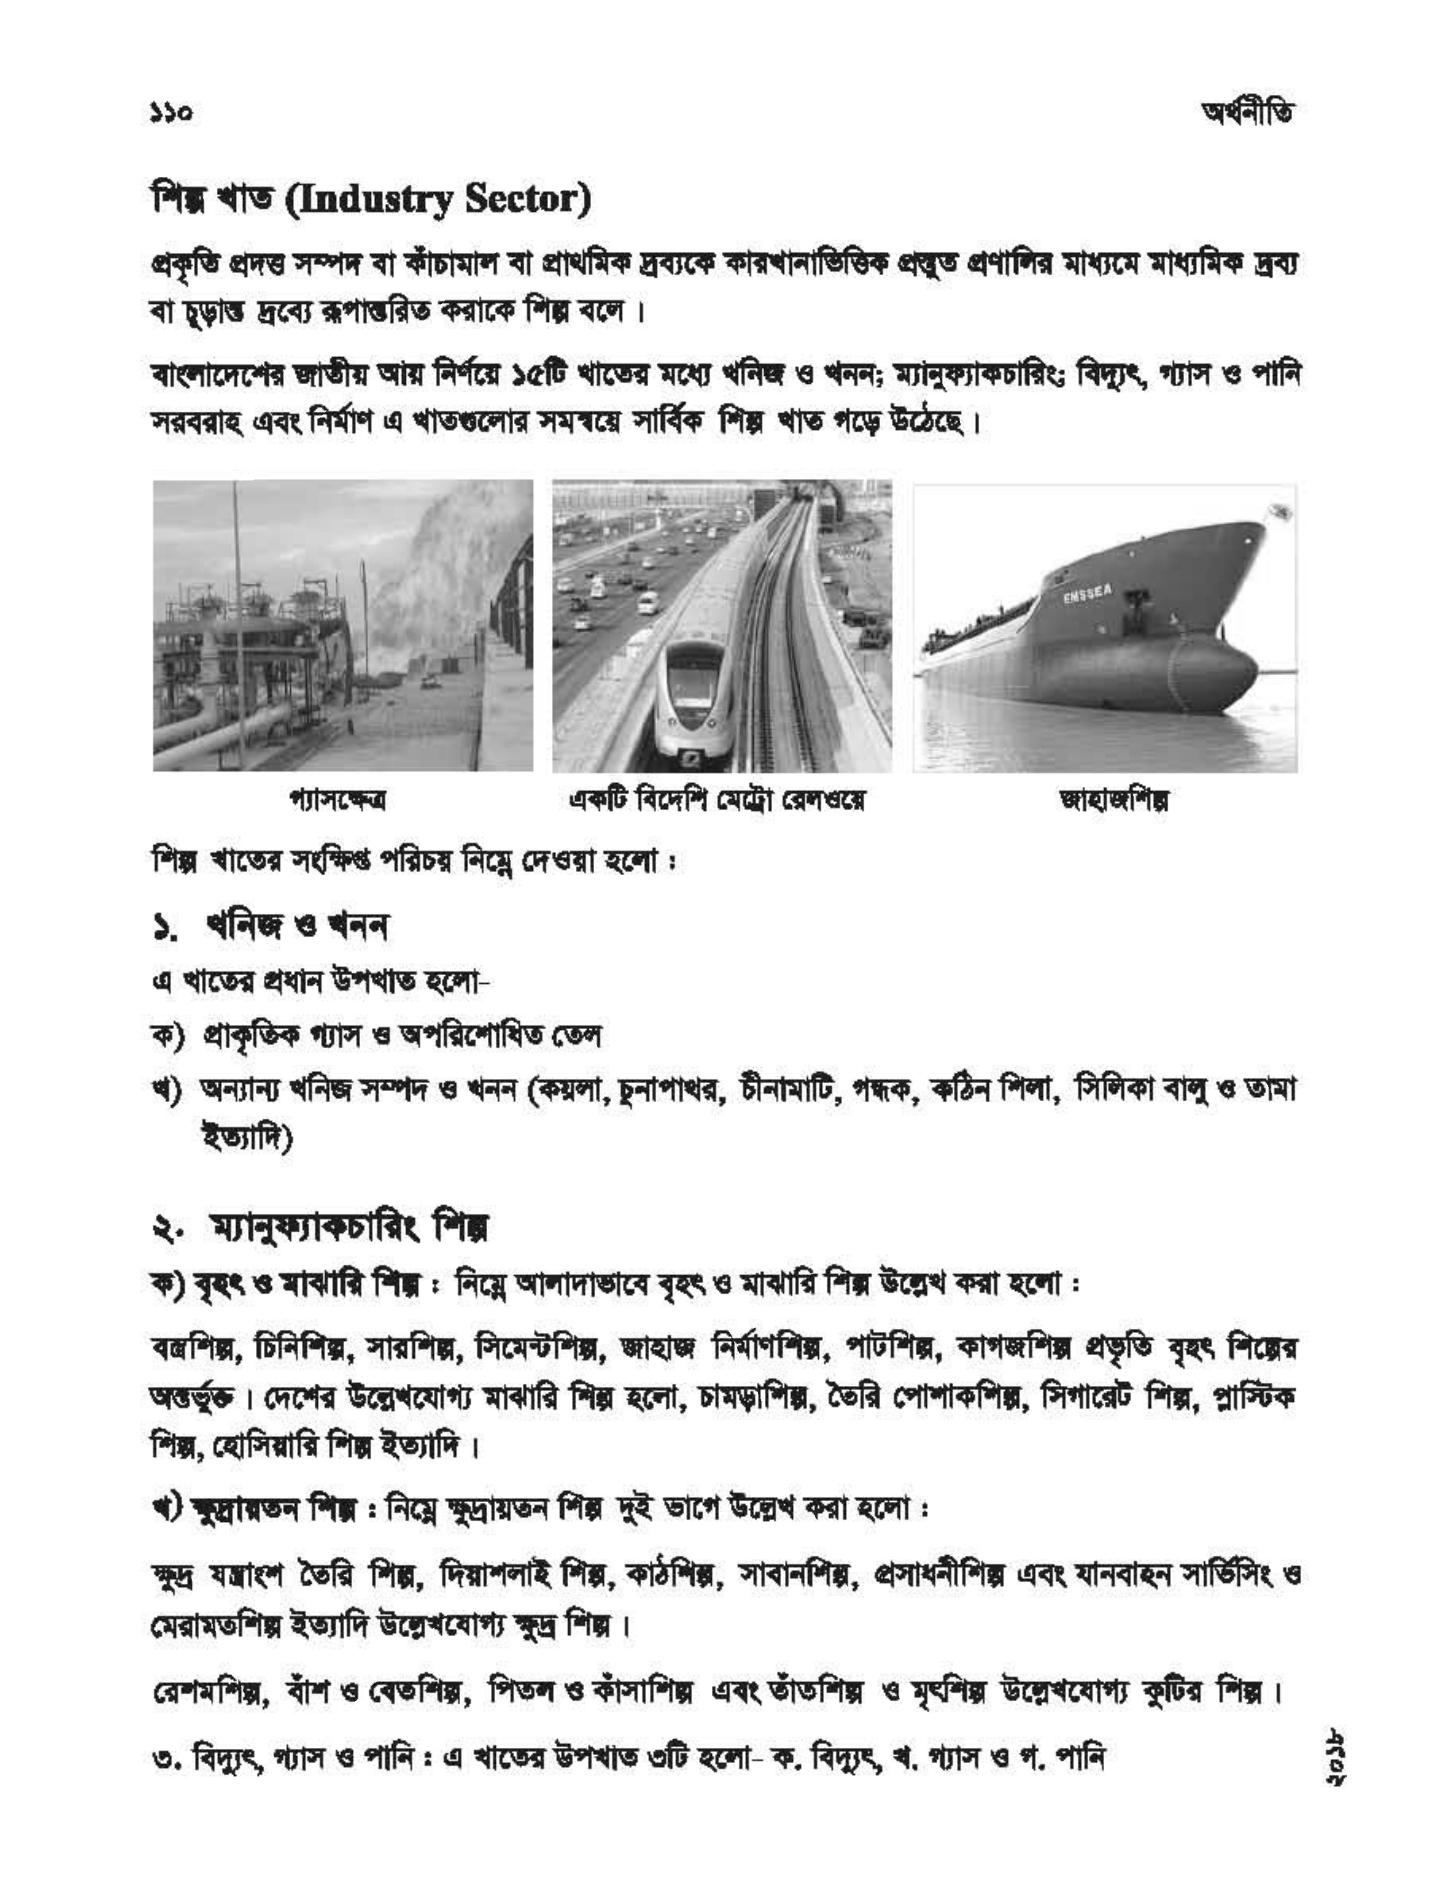 ১১০
অর্থনীতি
শিল্প খাত (Industry Sector)
প্রকৃতি প্রদত্ত সম্পদ বা কাঁচামাল বা প্রাথমিক দ্রব্যকে কারখানাভিত্তিক প্রস্তুত প্রণালির মাধ্যমে মাধ্যমিক দ্রব্য
বা চূড়ান্ত দ্রব্যে রূপান্তরিত করাকে শিল্প বলে।
বাংলাদেশের জাতীয় আয় নির্ণয়ে ১৫টি খাতের মধ্যে খনিজ ও খনন; ম্যানুফ্যাকচারিং; বিদ্যুৎ, গ্যাস ও পানি
সরবরাহ এবং নির্মাণ এ খাতগুলোর সমন্বয়ে সার্বিক শিল্প খাত গড়ে উঠেছে।
EMSSEA
গ্যাসক্ষেত্র
একটি বিদেশি মেট্রো রেলওয়ে
জাহাজশিল্প
শিল্প খাতের সংক্ষিপ্ত পরিচয় নিম্নে দেওয়া হলো :
১. খনিজ ও খনন
এ খাতের প্রধান উপখাত হলো-
ক) প্রাকৃতিক গ্যাস ও অপরিশোধিত তেল
খ) অন্যান্য খনিজ সম্পদ ও খনন (কয়লা, চুনাপাথর, চীনামাটি, গন্ধক, কঠিন শিলা, সিলিকা বালু ও তামা
ইত্যাদি)
২. ম্যানুফ্যাকচারিং শিল্প
ক) বৃহৎ ও মাঝারি শিল্প : নিম্নে আলাদাভাবে বৃহৎ ও মাঝারি শিল্প উল্লেখ করা হলো :
বস্ত্রশিল্প, চিনিশিল্প, সারশিল্প, সিমেন্টশিল্প, জাহাজ নির্মাণশিল্প, পাটশিল্প, কাগজশিল্প প্রভৃতি বৃহৎ শিল্পের
অন্তর্ভুক্ত। দেশের উল্লেখযোগ্য মাঝারি শিল্প হলো, চামড়াশিল্প, তৈরি পোশাকশিল্প, সিগারেট শিল্প, প্লাস্টিক
শিল্প, হোসিয়ারি শিল্প ইত্যাদি।
খ) ক্ষুদ্রায়তন শিল্প : নিম্নে ক্ষুদ্রায়তন শিল্প দুই ভাগে উল্লেখ করা হলো :
ক্ষুদ্র যন্ত্রাংশ তৈরি শিল্প, দিয়াশলাই শিল্প, কাঠশিল্প, সাবানশিল্প, প্রসাধনীশিল্প এবং যানবাহন সার্ভিসিং ও
মেরামতশিল্প ইত্যাদি উল্লেখযোগ্য ক্ষুদ্র শিল্প।
রেশমশিল্প, বাঁশ ও বেতশিল্প, পিতল ও কাঁসাশিল্প এবং তাঁতশিল্প ও মৃৎশিল্প উল্লেখযোগ্য কুটির শিল্প।
৩. বিদ্যুৎ, গ্যাস ও পানি : এ খাতের উপখাত ৩টি হলো- ক. বিদ্যুৎ, খ. গ্যাস ও গ. পানি
২০১৮